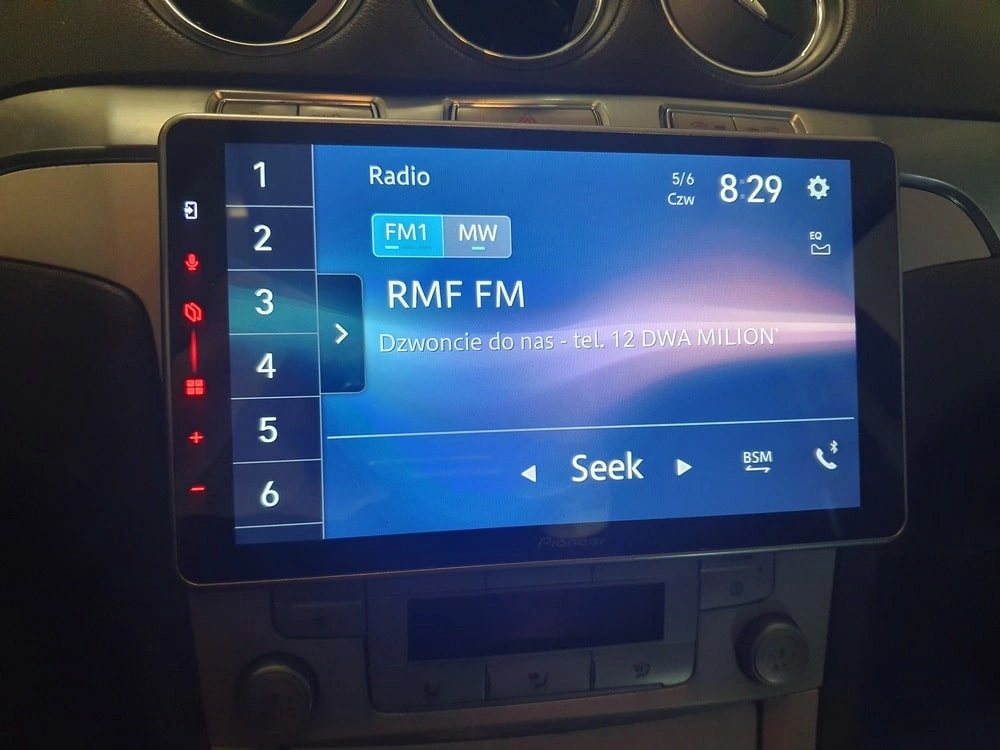 1
2
3
4
5
6
Radio
5/6
Czw
8:29
FM1
MW
EQ
RMF FM
Dzwoncie do nas - tel. 12 DWA MILION'
Seek
BSM
Pioneer
A/C